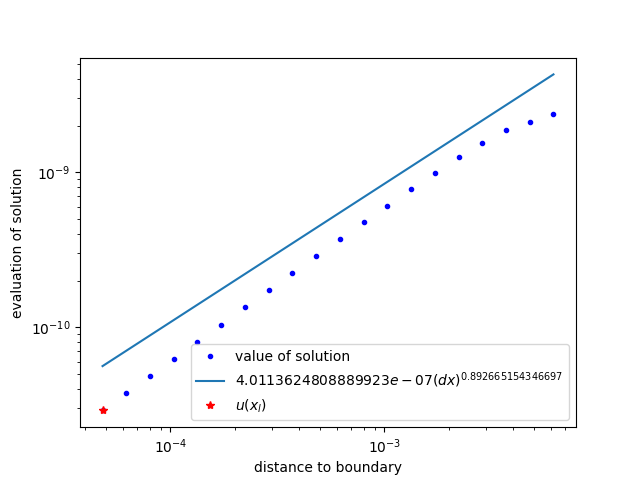 10⁻⁹
10⁻¹⁰
evaluation of solution
value of solution
4.0113624808889923e − 07(dx)^0.892665154346697
u(x_l)
10⁻⁴ 10⁻³
distance to boundary